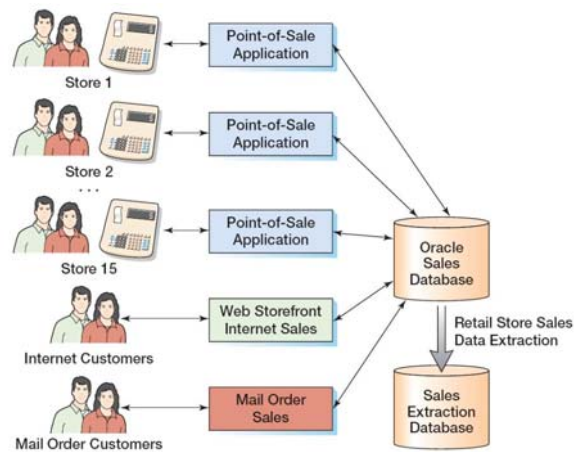 Point-of-Sale
Application
Store 1
Point-of-Sale
Application
Store 2
...
Point-of-Sale
Application
Store 15
Oracle
Sales
Database
Web Storefront
Internet Sales
Internet Customers
Retail Store Sales
Data Extraction
Mail Order
Sales
Mail Order Customers
Sales
Extraction
Database